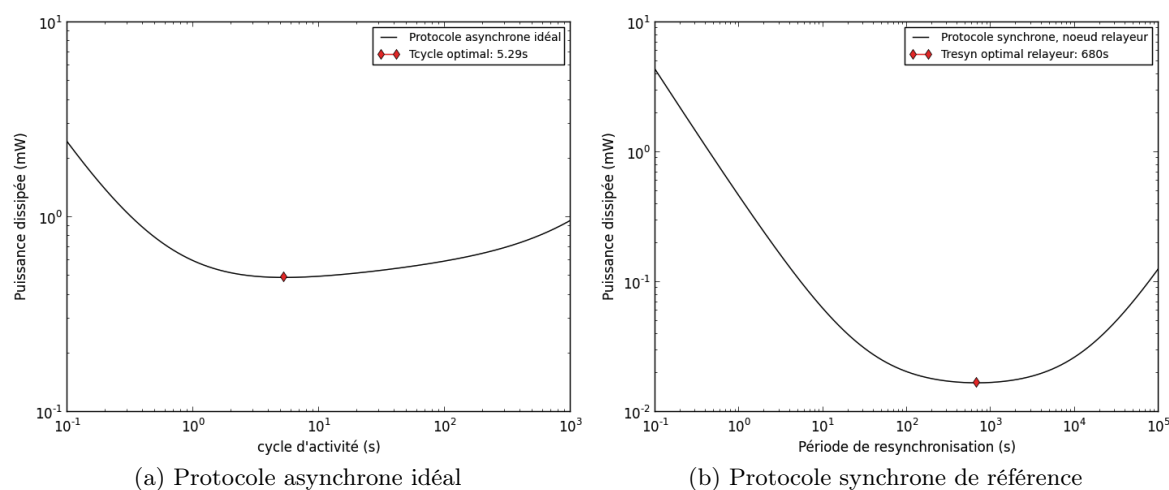 10^1
10^0
10^-1
Puissance dissipée (mW)
Protocole asynchrone idéal
Tcycle optimal: 5.29s
10^-1
10^0
10^1
10^2
10^3
cycle d'activité (s)
(a) Protocole asynchrone idéal
10^1
10^0
10^-1
10^-2
Puissance dissipée (mW)
Protocole synchrone, noeud relayeur
Tresyn optimal relayeur: 680s
10^-1
10^0
10^1
10^2
10^3
10^4
10^5
Période de resynchronisation (s)
(b) Protocole synchrone de référence